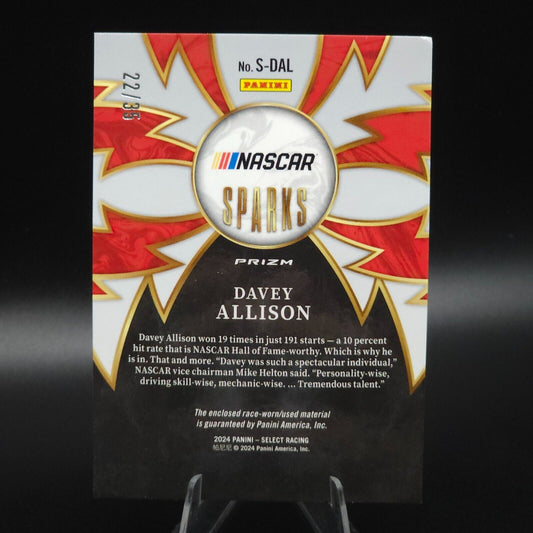 No. S-DAL
PANINI
22/35
NASCAR
SPARKS
PRIZM
DAVEY
ALLISON
Davey Allison won 19 times in just 191 starts — a 10 percent
hit rate that is NASCAR Hall of Fame-worthy. Which is why he
is in. That and more. “Davey was such a spectacular individual,”
NASCAR vice chairman Mike Helton said. “Personality-wise,
driving skill-wise, mechanic-wise. ... Tremendous talent.”
The enclosed race-worn/used material
is guaranteed by Panini America, Inc.
2024 PANINI – SELECT RACING
帕尼尼 © 2024 Panini America, Inc.